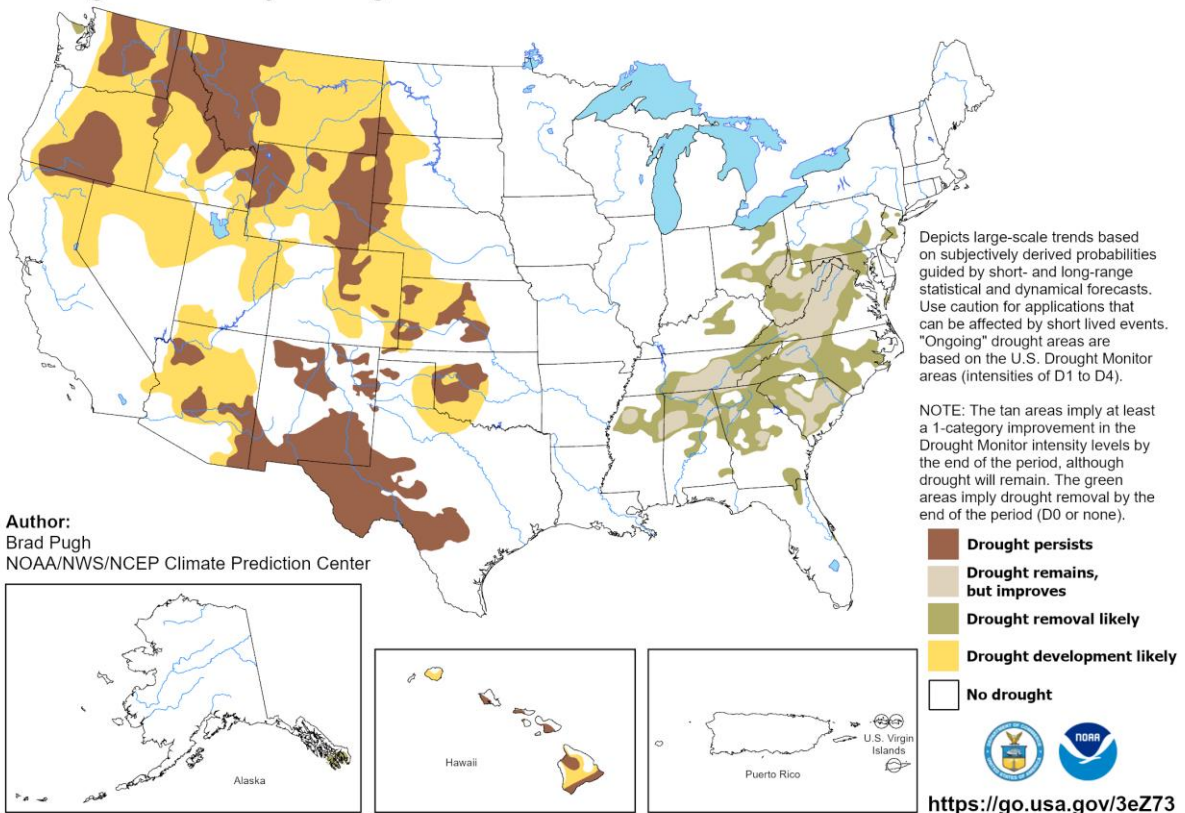 Depicts large-scale trends based
on subjectively derived probabilities
guided by short- and long-range
statistical and dynamical forecasts.
Use caution for applications that
can be affected by short lived events.
"Ongoing" drought areas are
based on the U.S. Drought Monitor
areas (intensities of D1 to D4).
NOTE: The tan areas imply at least
a 1-category improvement in the
Drought Monitor intensity levels by
the end of the period, although
drought will remain. The green
areas imply drought removal by the
end of the period (D0 or none).
Author:
Brad Pugh
NOAA/NWS/NCEP Climate Prediction Center
Drought persists
Drought remains,
but improves
Drought removal likely
Drought development likely
No drought
Alaska
Hawaii
Puerto Rico
U.S. Virgin
Islands
NOAA
https://go.usa.gov/3eZ73